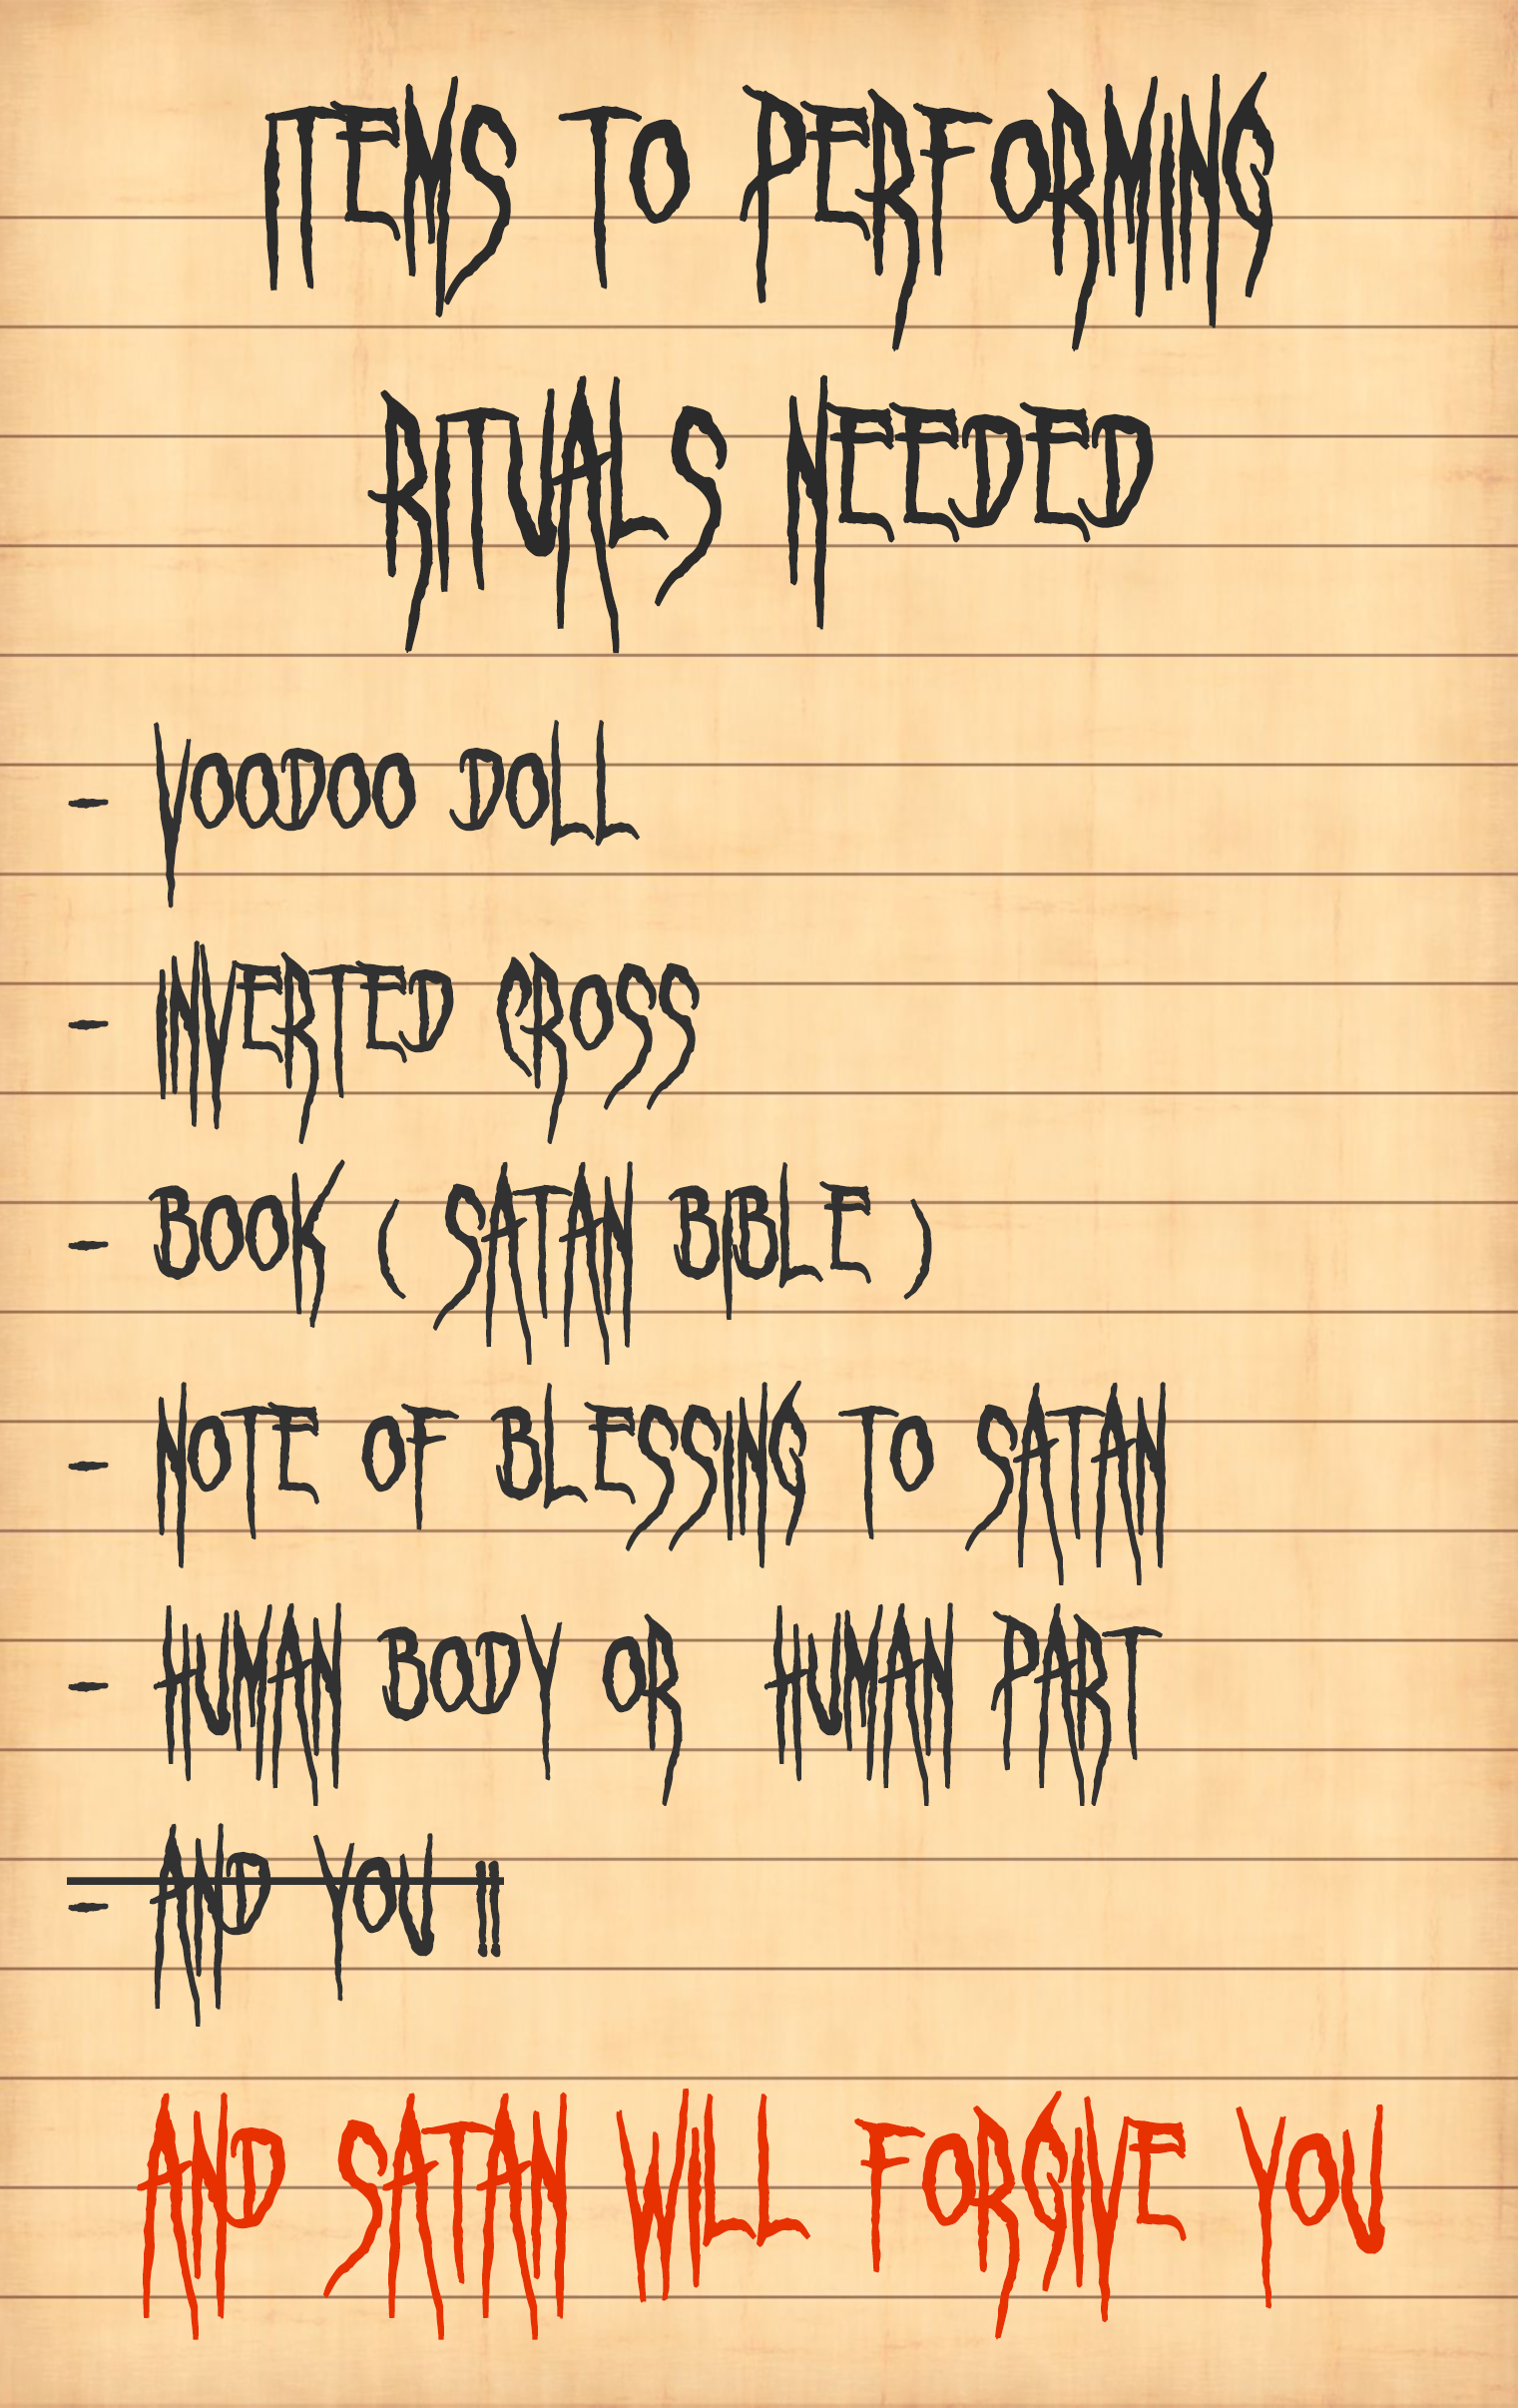 Items to Performing
Rituals Needed
- Voodoo Doll
- Inverted Cross
- Book ( Satan Bible )
- Note of Blessing to Satan
- Human Body or Human Part
- And You !!
And Satan Will Forgive You